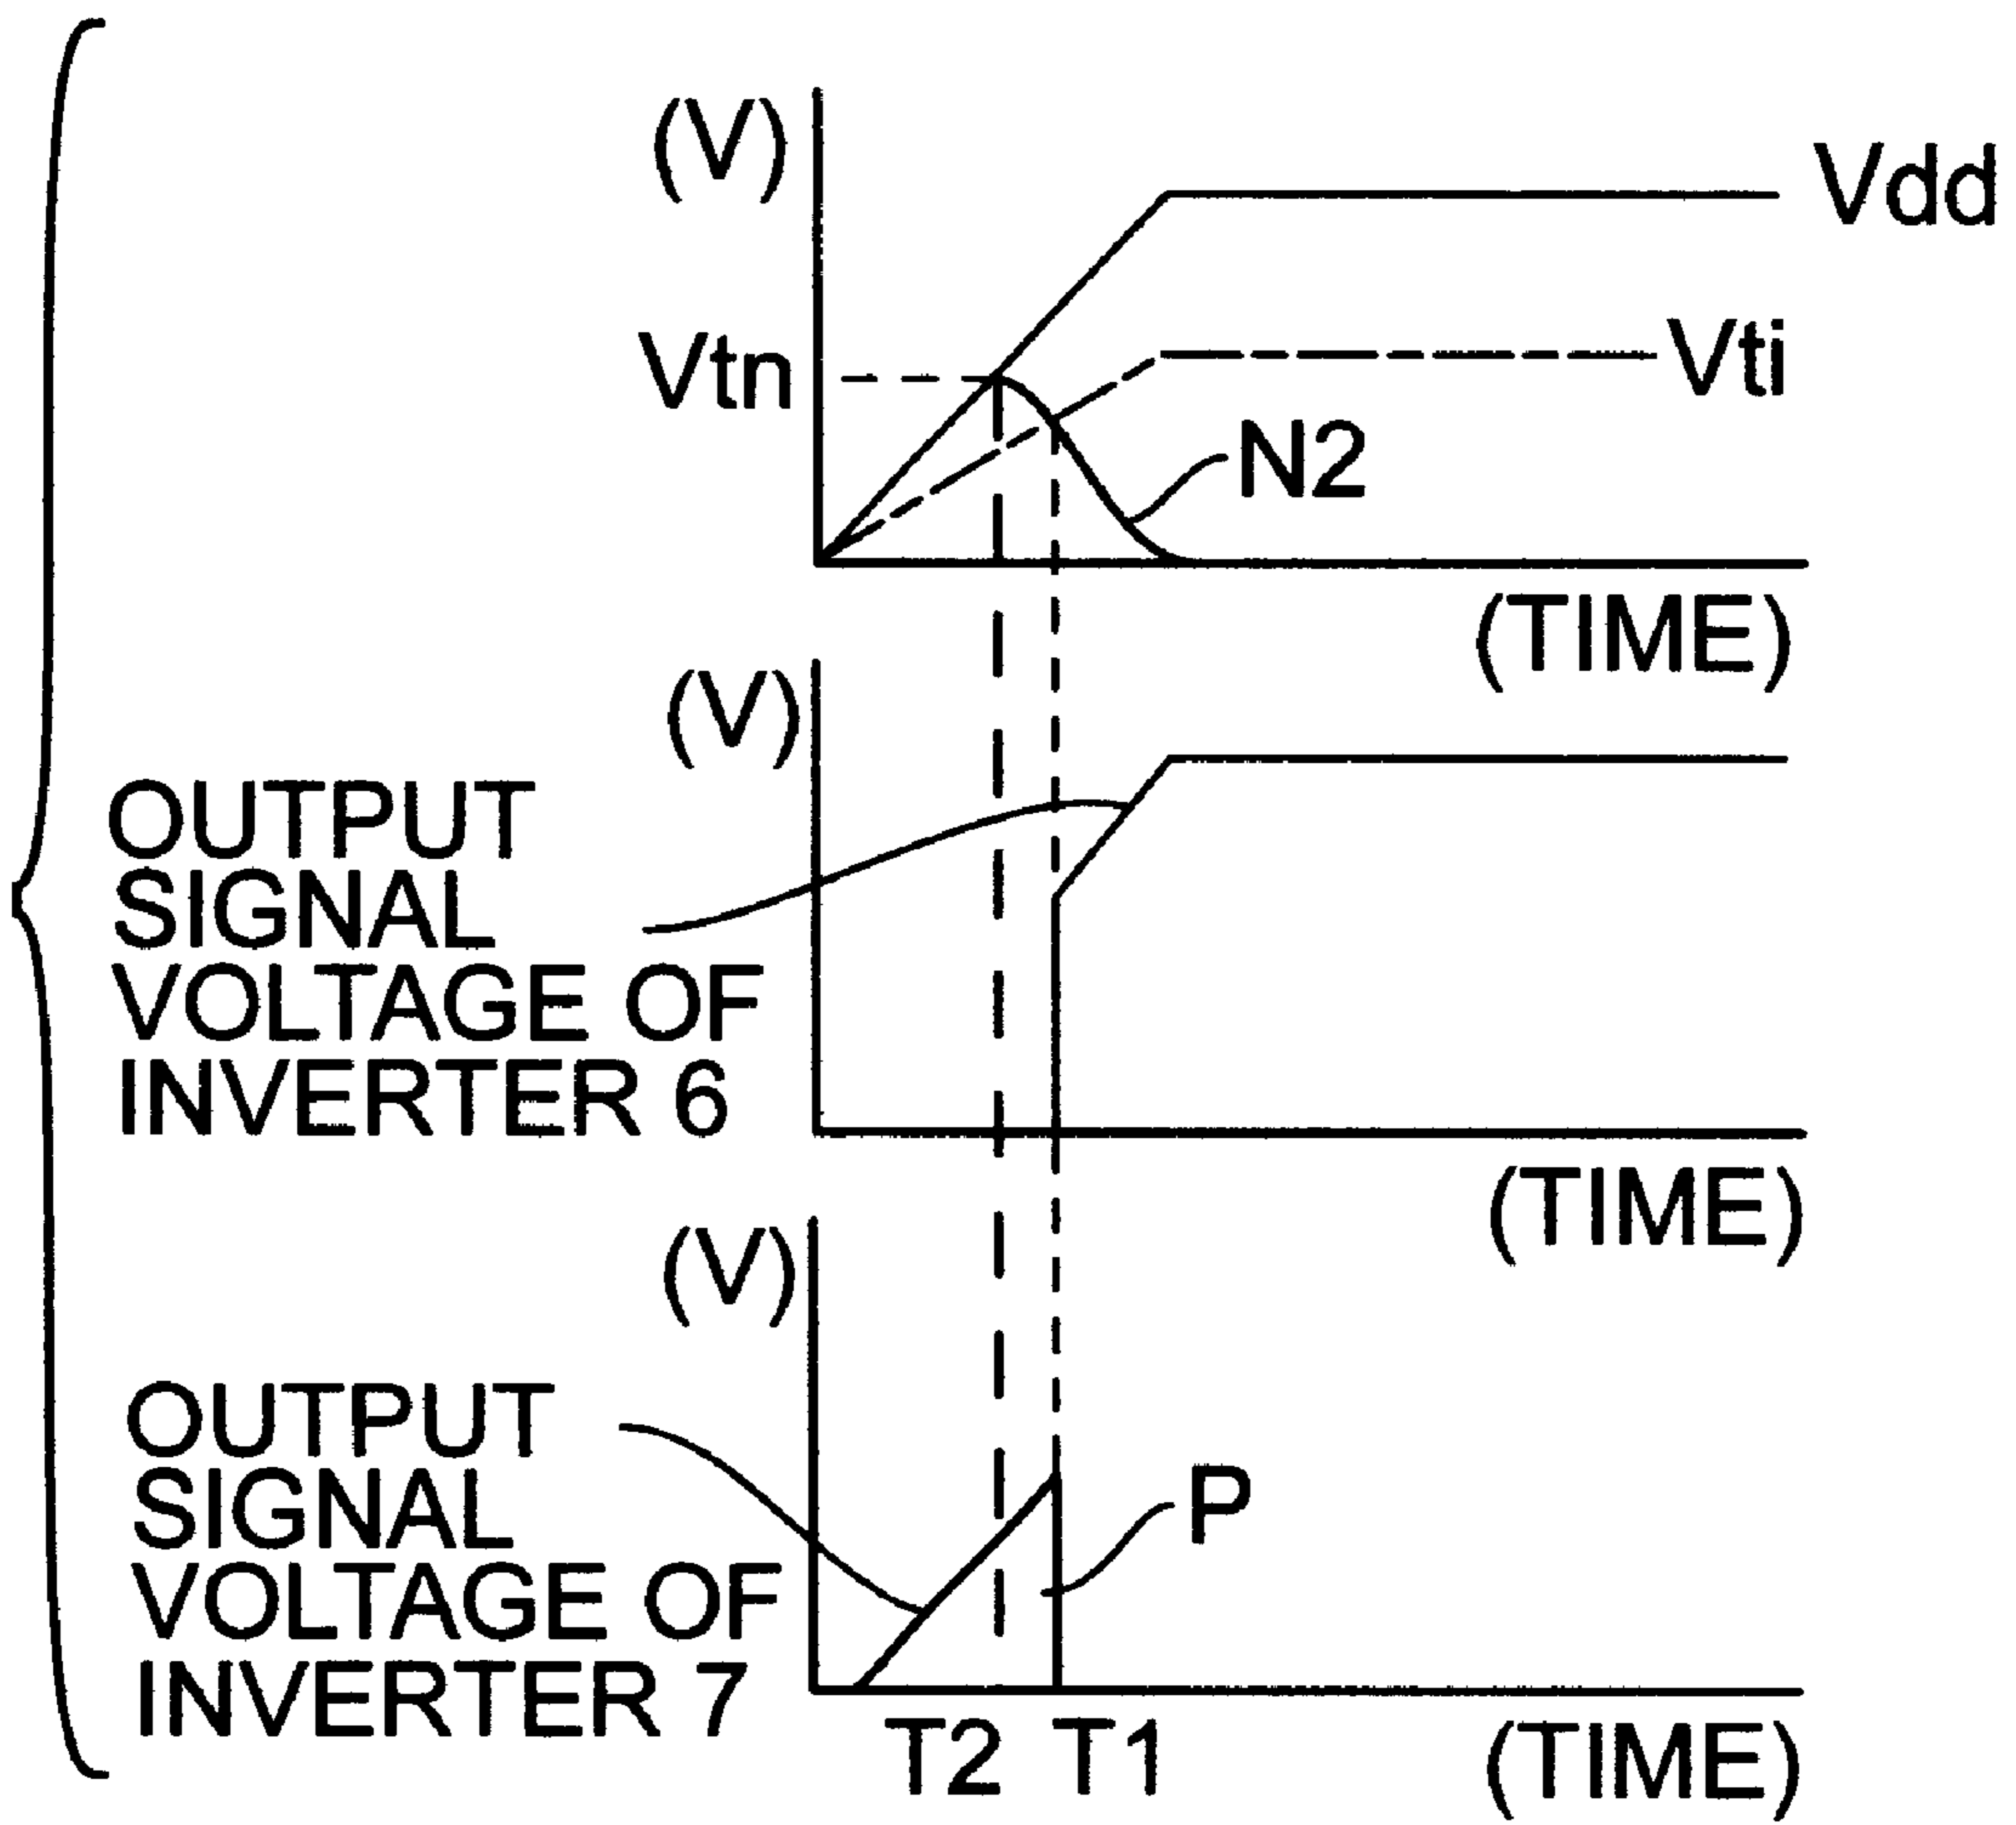 (V)
Vdd
Vtn
Vti
N2
(TIME)
(V)
OUTPUT
SIGNAL
VOLTAGE OF
INVERTER 6
(TIME)
(V)
OUTPUT
SIGNAL
VOLTAGE OF
INVERTER 7
P
T2 T1 (TIME)